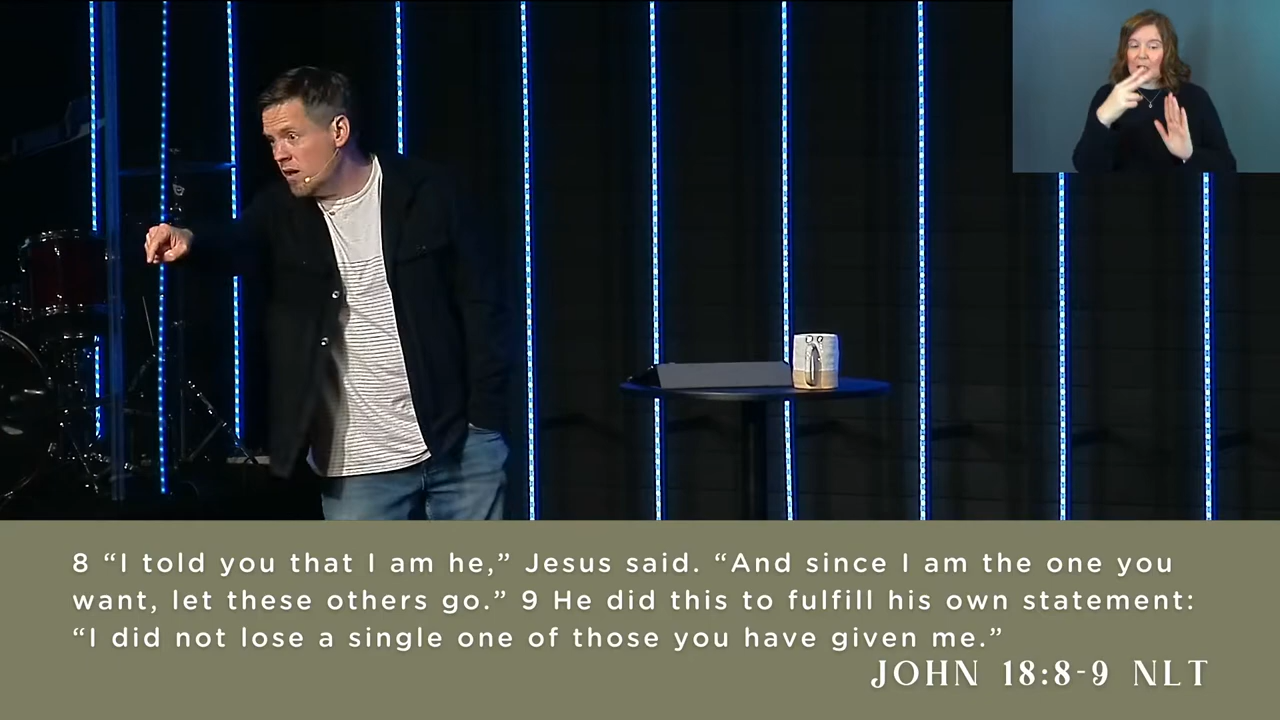 8 “I told you that I am he,” Jesus said. “And since I am the one you
want, let these others go.” 9 He did this to fulfill his own statement:
“I did not lose a single one of those you have given me.”
JOHN 18:8-9 NLT